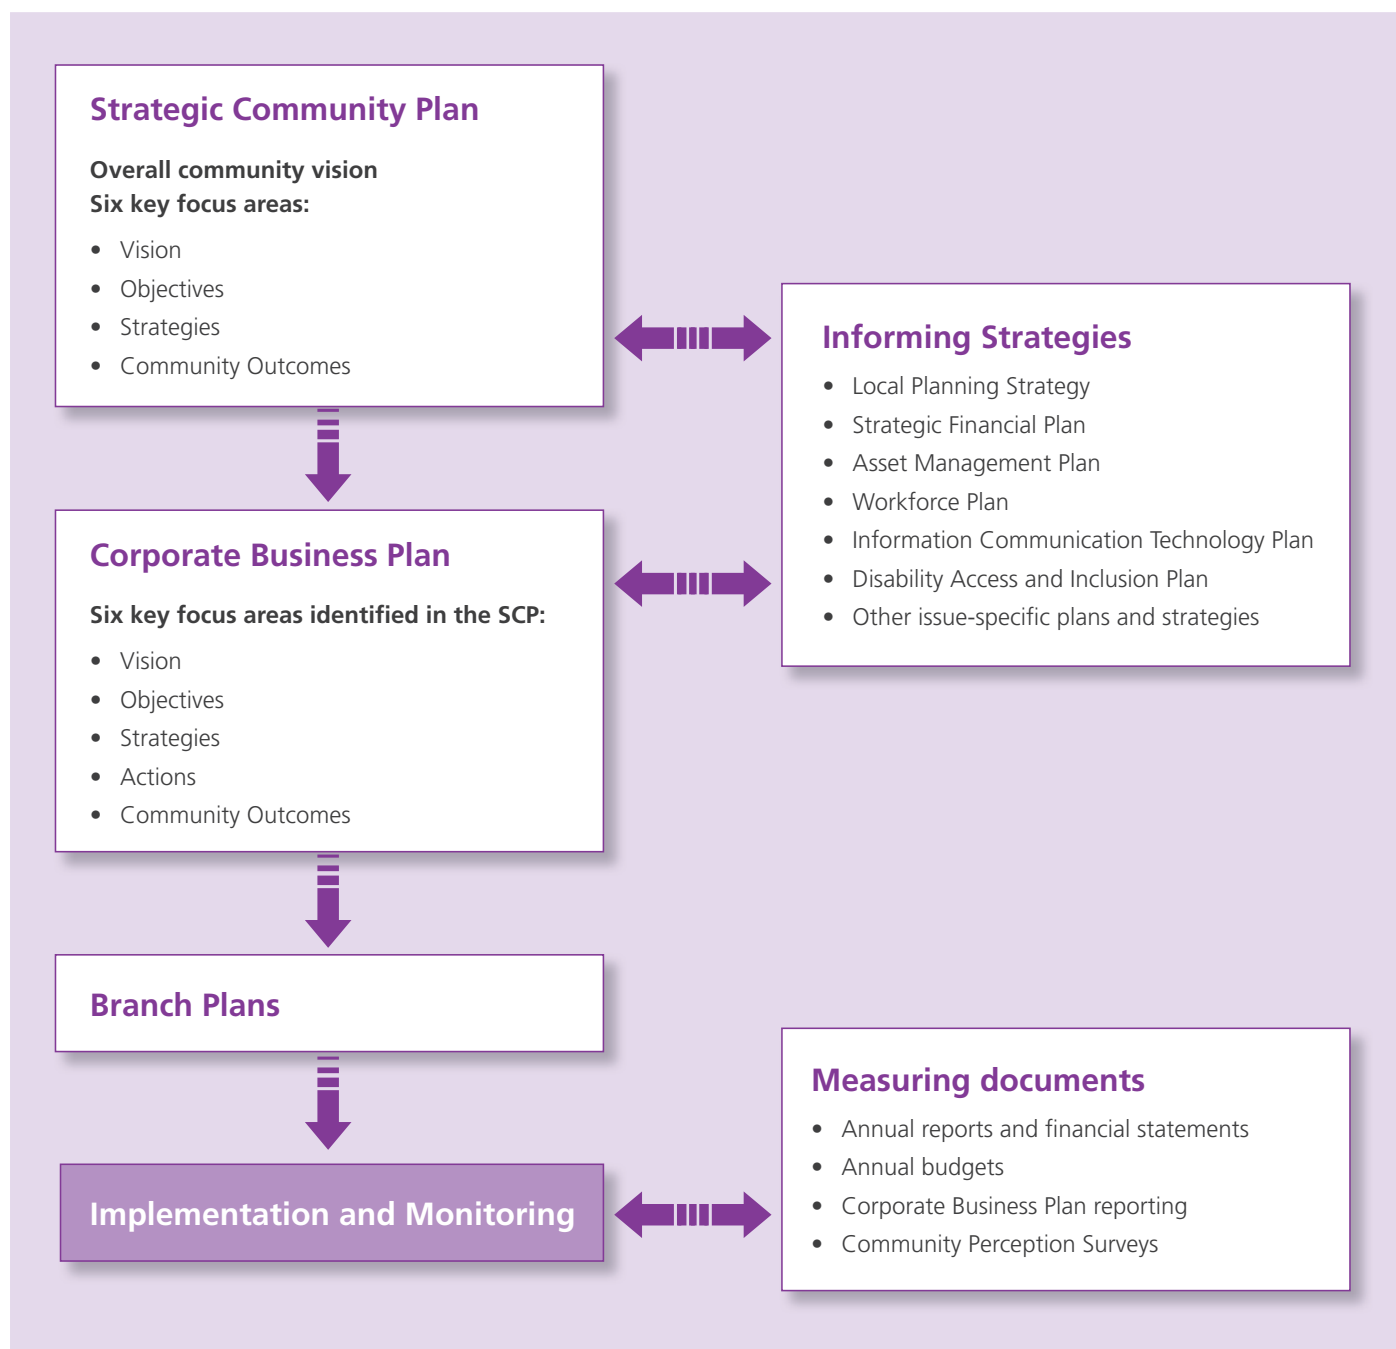 Strategic Community Plan
Overall community vision
Six key focus areas:
• Vision
• Objectives
• Strategies
• Community Outcomes
Informing Strategies
• Local Planning Strategy
• Strategic Financial Plan
• Asset Management Plan
• Workforce Plan
• Information Communication Technology Plan
• Disability Access and Inclusion Plan
• Other issue-specific plans and strategies
Corporate Business Plan
Six key focus areas identified in the SCP:
• Vision
• Objectives
• Strategies
• Actions
• Community Outcomes
Branch Plans
Implementation and Monitoring
Measuring documents
• Annual reports and financial statements
• Annual budgets
• Corporate Business Plan reporting
• Community Perception Surveys